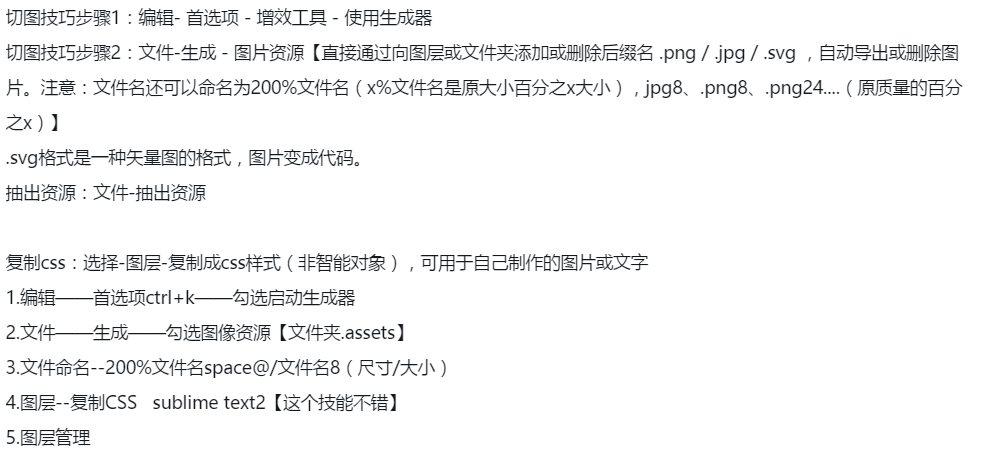 切图技巧步骤1：编辑- 首选项 - 增效工具 - 使用生成器
切图技巧步骤2：文件-生成 - 图片资源【直接通过向图层或文件夹添加或删除后缀名 .png / .jpg / .svg ，自动导出或删除图
片。注意：文件名还可以命名为200%文件名（x%文件名是原大小百分之x大小），jpg8、.png8、.png24....（原质量的百分
之x）】
.svg格式是一种矢量图的格式，图片变成代码。
抽出资源：文件-抽出资源
复制css：选择-图层-复制成css样式（非智能对象），可用于自己制作的图片或文字
1.编辑——首选项ctrl+k——勾选启动生成器
2.文件——生成——勾选图像资源【文件夹.assets】
3.文件命名--200%文件名space@/文件名8（尺寸/大小）
4.图层--复制CSS   sublime text2【这个技能不错】
5.图层管理